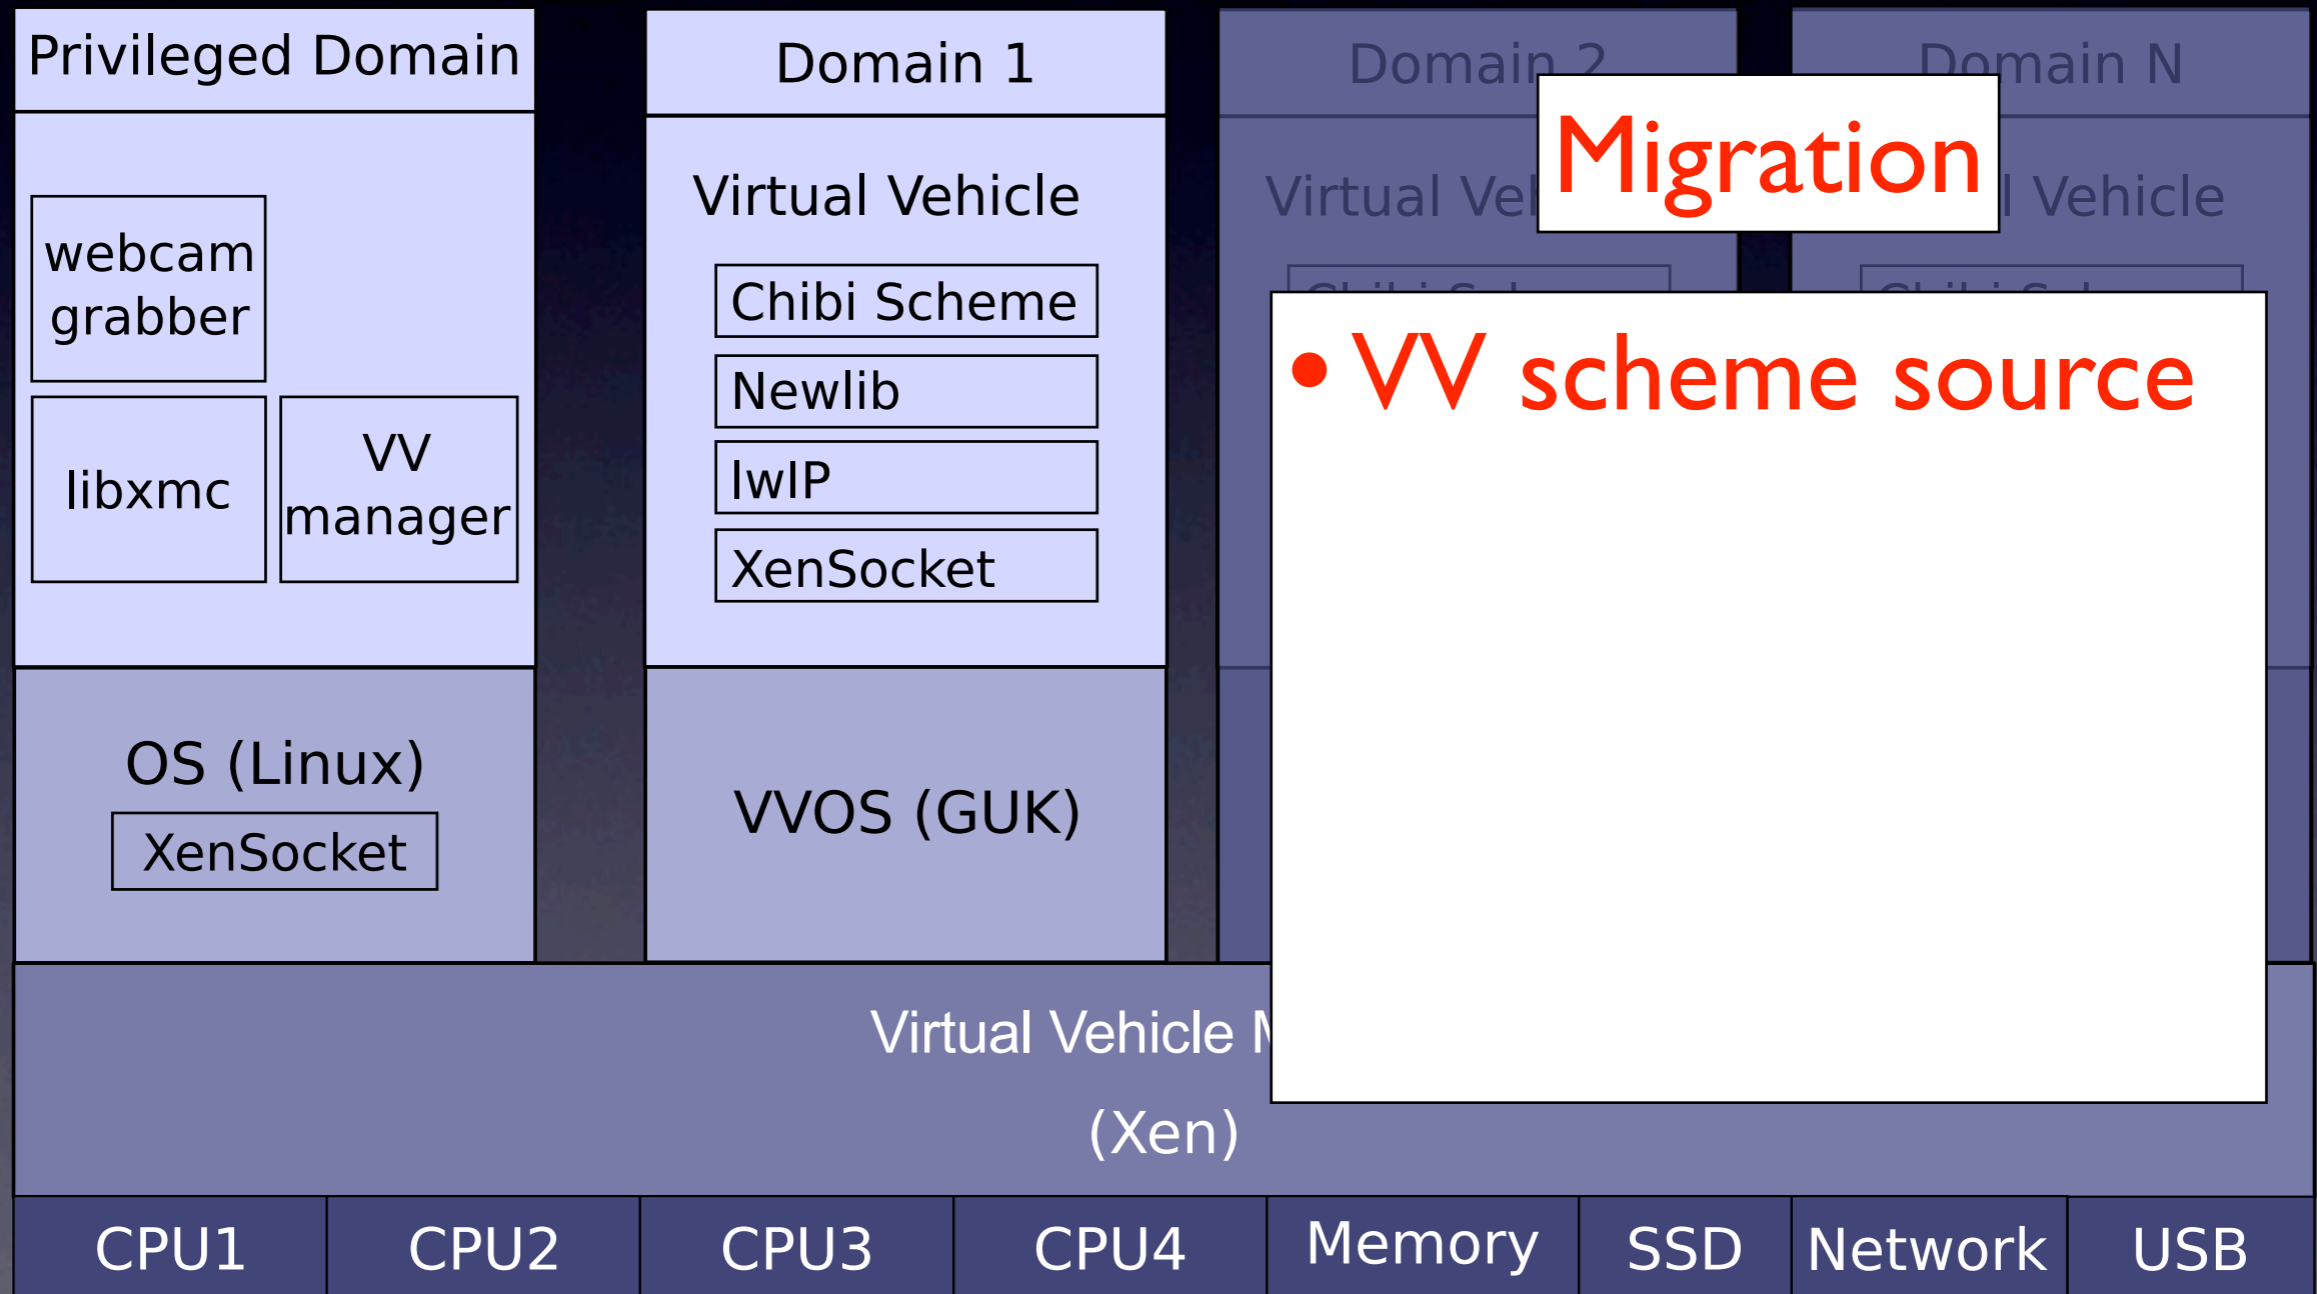 Privileged Domain
webcam
grabber
libxmc
VV
manager
OS (Linux)
XenSocket
Domain 1
Virtual Vehicle
Chibi Scheme
Newlib
lwIP
XenSocket
VVOS (GUK)
Domain 2
Virtual
Domain N
Vehicle
Migration
• VV scheme source
Virtual Vehicle
(Xen)
CPU1
CPU2
CPU3
CPU4
Memory
SSD
Network
USB